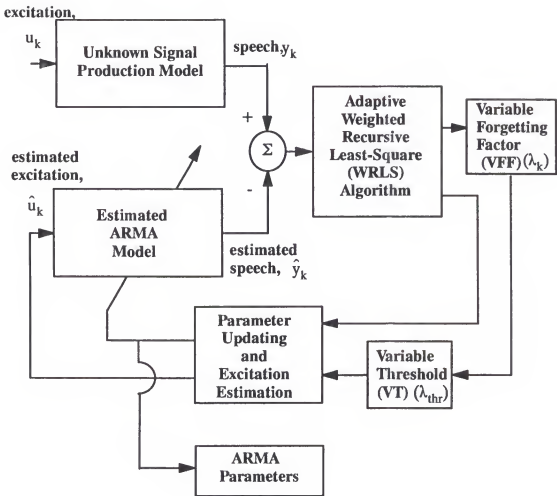 excitation,
u_k
Unknown Signal
Production Model
speech,y_k
+
Σ
-
Adaptive
Weighted
Recursive
Least-Square
(WRLS)
Algorithm
Variable
Forgetting
Factor
(VFF) (λ_k)
estimated
excitation,
û_k
Estimated
ARMA
Model
estimated
speech, ŷ_k
Parameter
Updating
and
Excitation
Estimation
Variable
Threshold
(VT) (λ_thr)
ARMA
Parameters